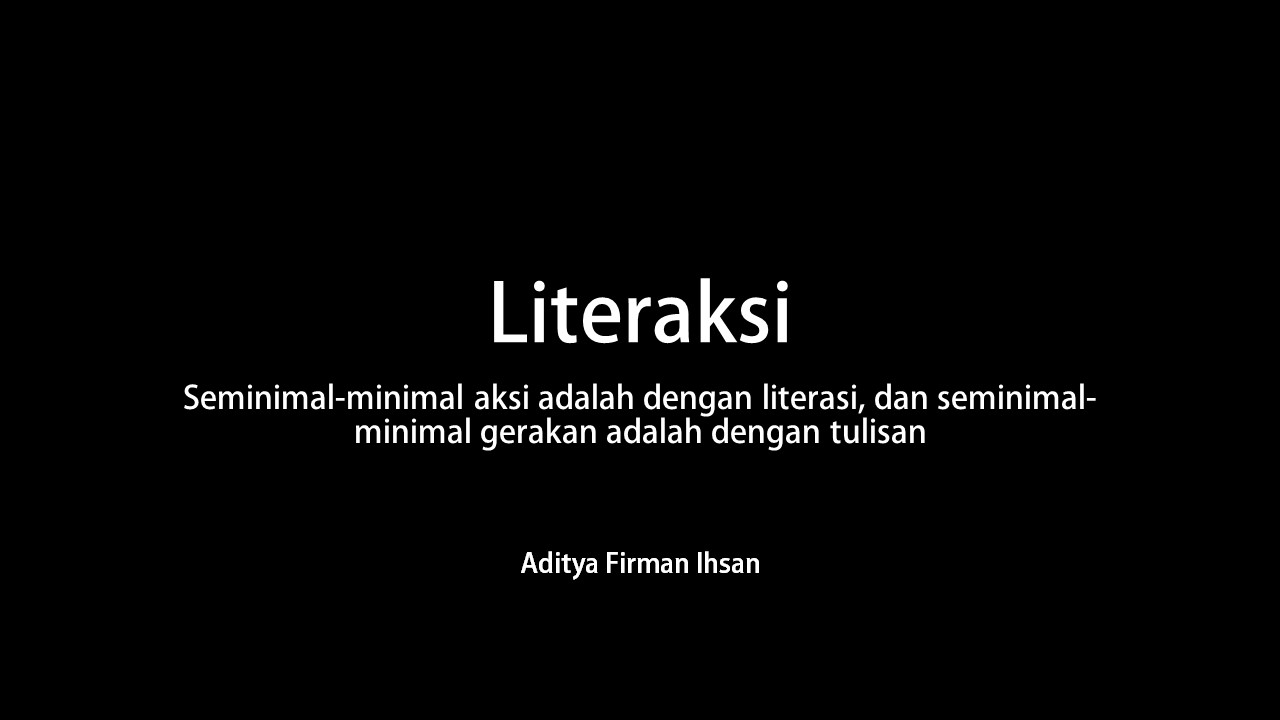 Literaksi
Seminimal-minimal aksi adalah dengan literasi, dan seminimal-
minimal gerakan adalah dengan tulisan
Aditya Firman Ihsan